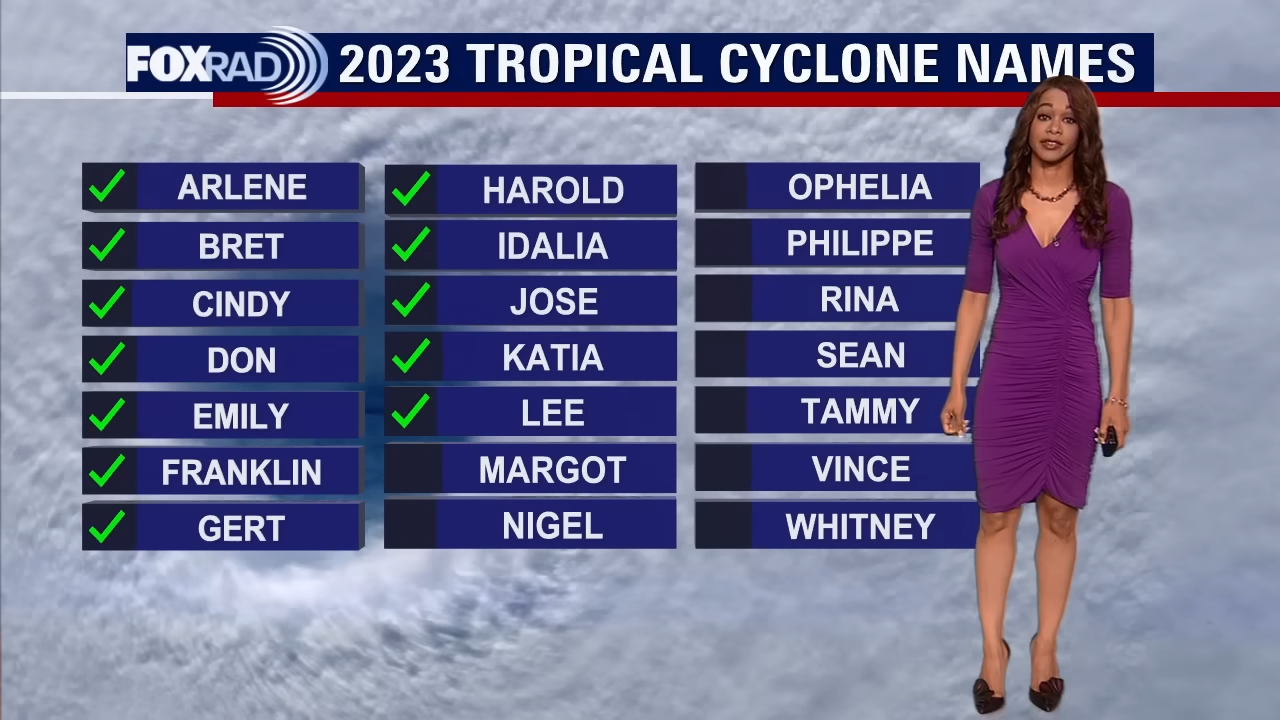 FOXRAD 2023 TROPICAL CYCLONE NAMES
ARLENE
BRET
CINDY
DON
EMILY
FRANKLIN
GERT
HAROLD
IDALIA
JOSE
KATIA
LEE
MARGOT
NIGEL
OPHELIA
PHILIPPE
RINA
SEAN
TAMMY
VINCE
WHITNEY